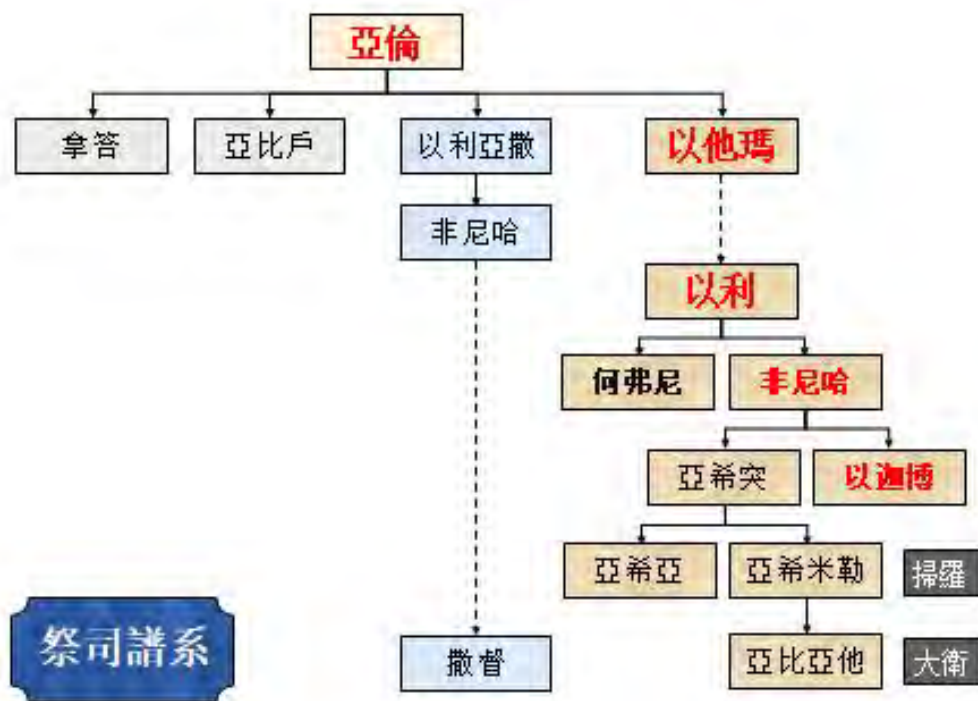 亞倫
拿答
亞比戶
以利亞撒
以他瑪
非尼哈
以利
何弗尼
非尼哈
亞希突
以迦博
亞希亞
亞希米勒
掃羅
祭司譜系
撒督
亞比亞他
大衛